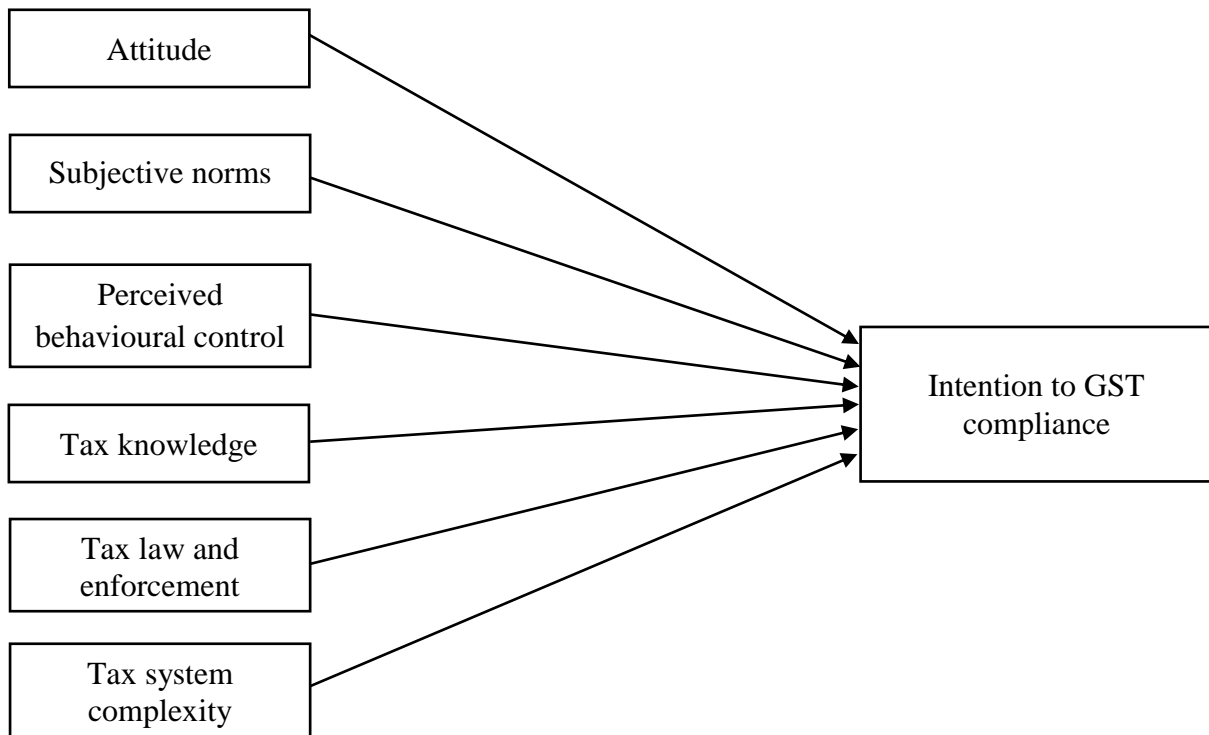 Attitude
Subjective norms
Perceived
behavioural control
Tax knowledge
Tax law and
enforcement
Tax system
complexity
Intention to GST
compliance